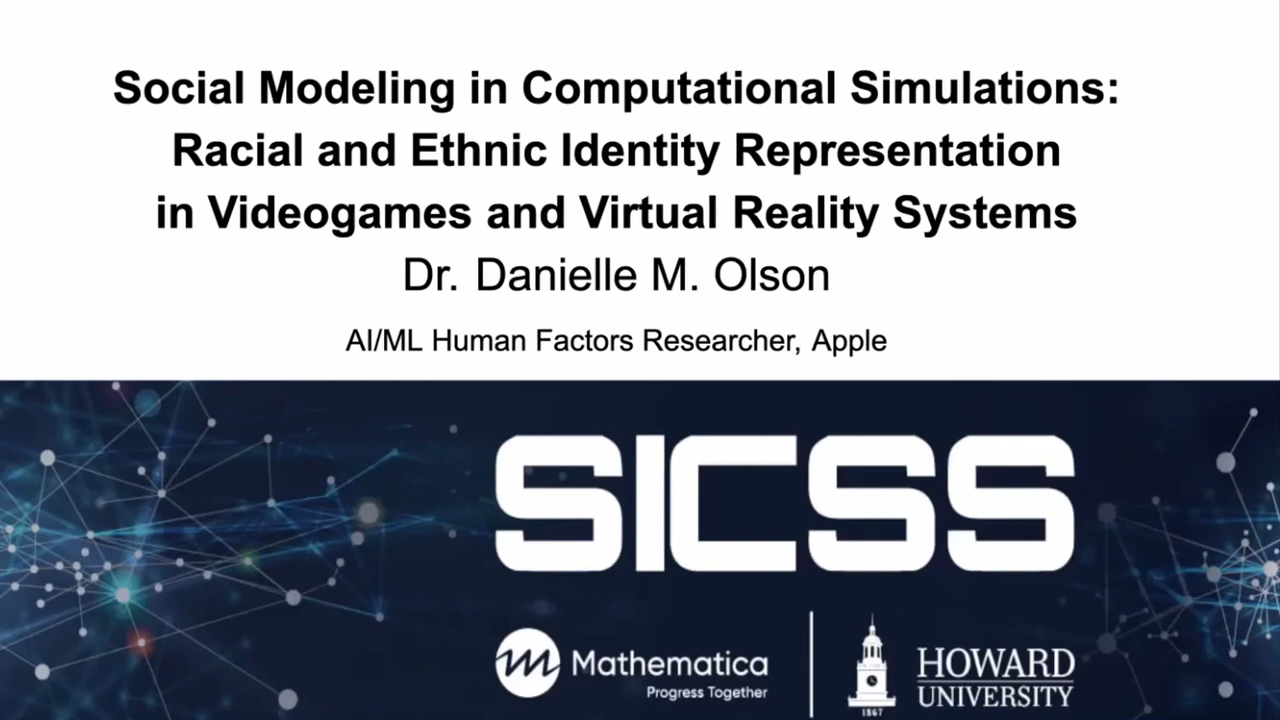 Social Modeling in Computational Simulations:
Racial and Ethnic Identity Representation
in Videogames and Virtual Reality Systems
Dr. Danielle M. Olson
AI/ML Human Factors Researcher, Apple
SICSS
Mathematica
Progress Together
HOWARD
UNIVERSITY
1867